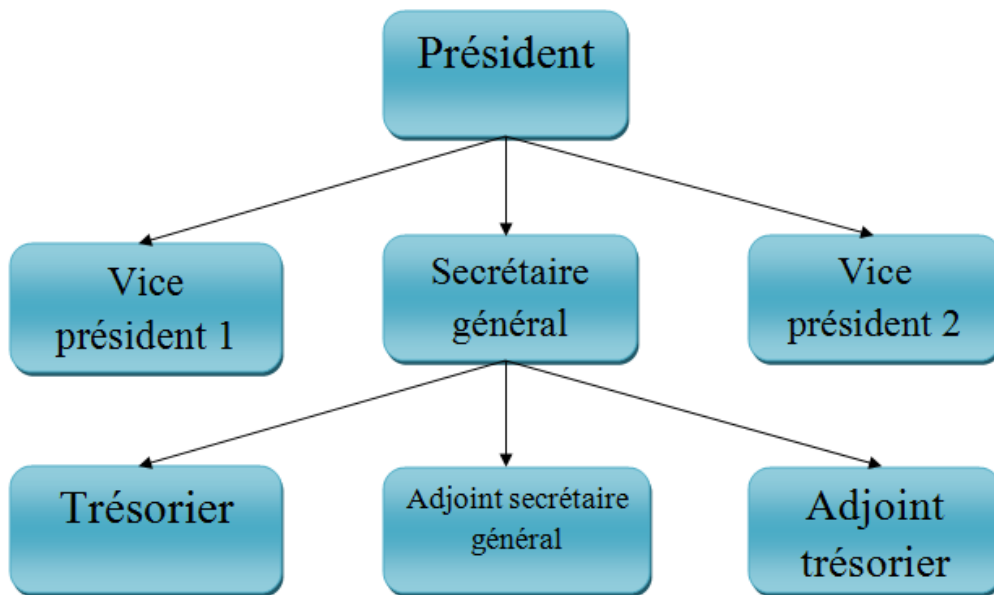 Président
Vice
président 1
Secrétaire
général
Vice
président 2
Trésorier
Adjoint secrétaire
général
Adjoint
trésorier